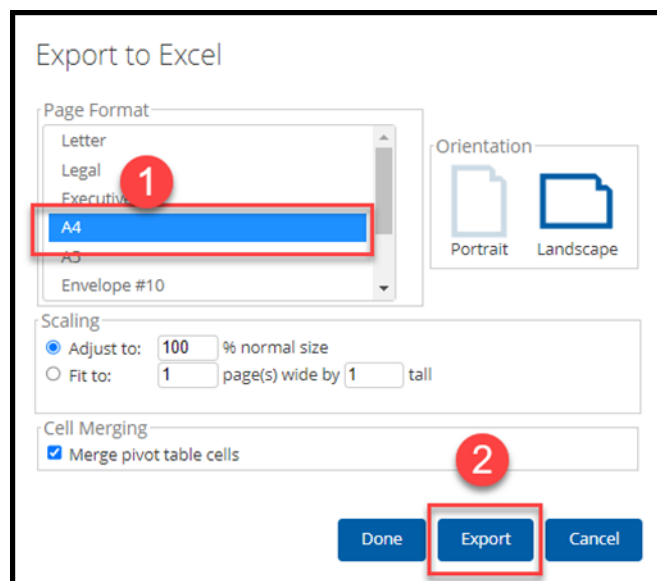 Export to Excel
Page Format
Letter
Legal
1
Executive
A4
A5
Envelope #10
Orientation
Portrait Landscape
Scaling
Adjust to: 100 % normal size
Fit to: 1 page(s) wide by 1 tall
Cell Merging
Merge pivot table cells
2
Done Export Cancel